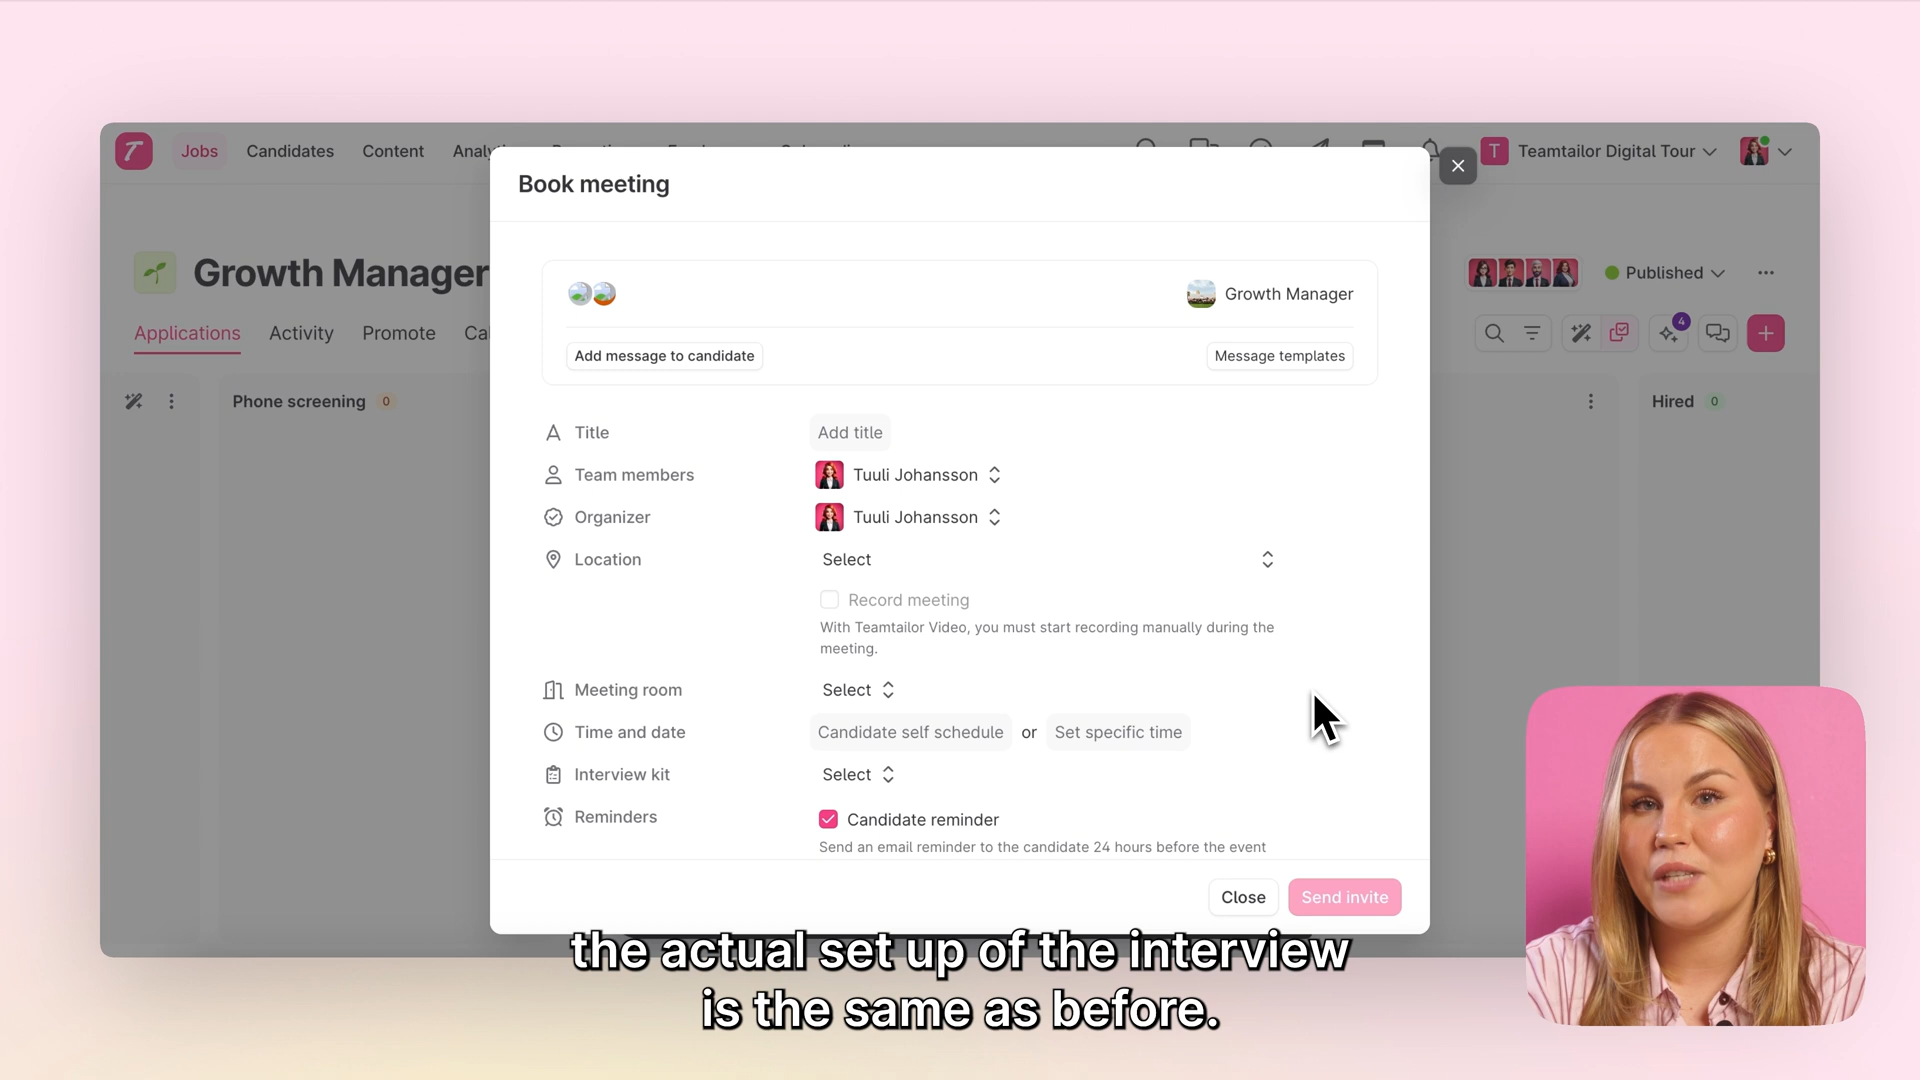 Jobs
Candidates
Content
Teamtailor Digital Tour
T
Book meeting
Growth Manager
Published
Growth Manager
Applications
Activity
Promote
4
Add message to candidate
Message templates
Phone screening 0
Hired 0
Title
Add title
Team members
Tuuli Johansson
Organizer
Tuuli Johansson
Location
Select
Record meeting
With Teamtailor Video, you must start recording manually during the
meeting.
Meeting room
Select
Time and date
Candidate self schedule or Set specific time
Interview kit
Select
Reminders
Candidate reminder
Send an email reminder to the candidate 24 hours before the event
Close
Send invite
the actual set up of the interview
is the same as before.